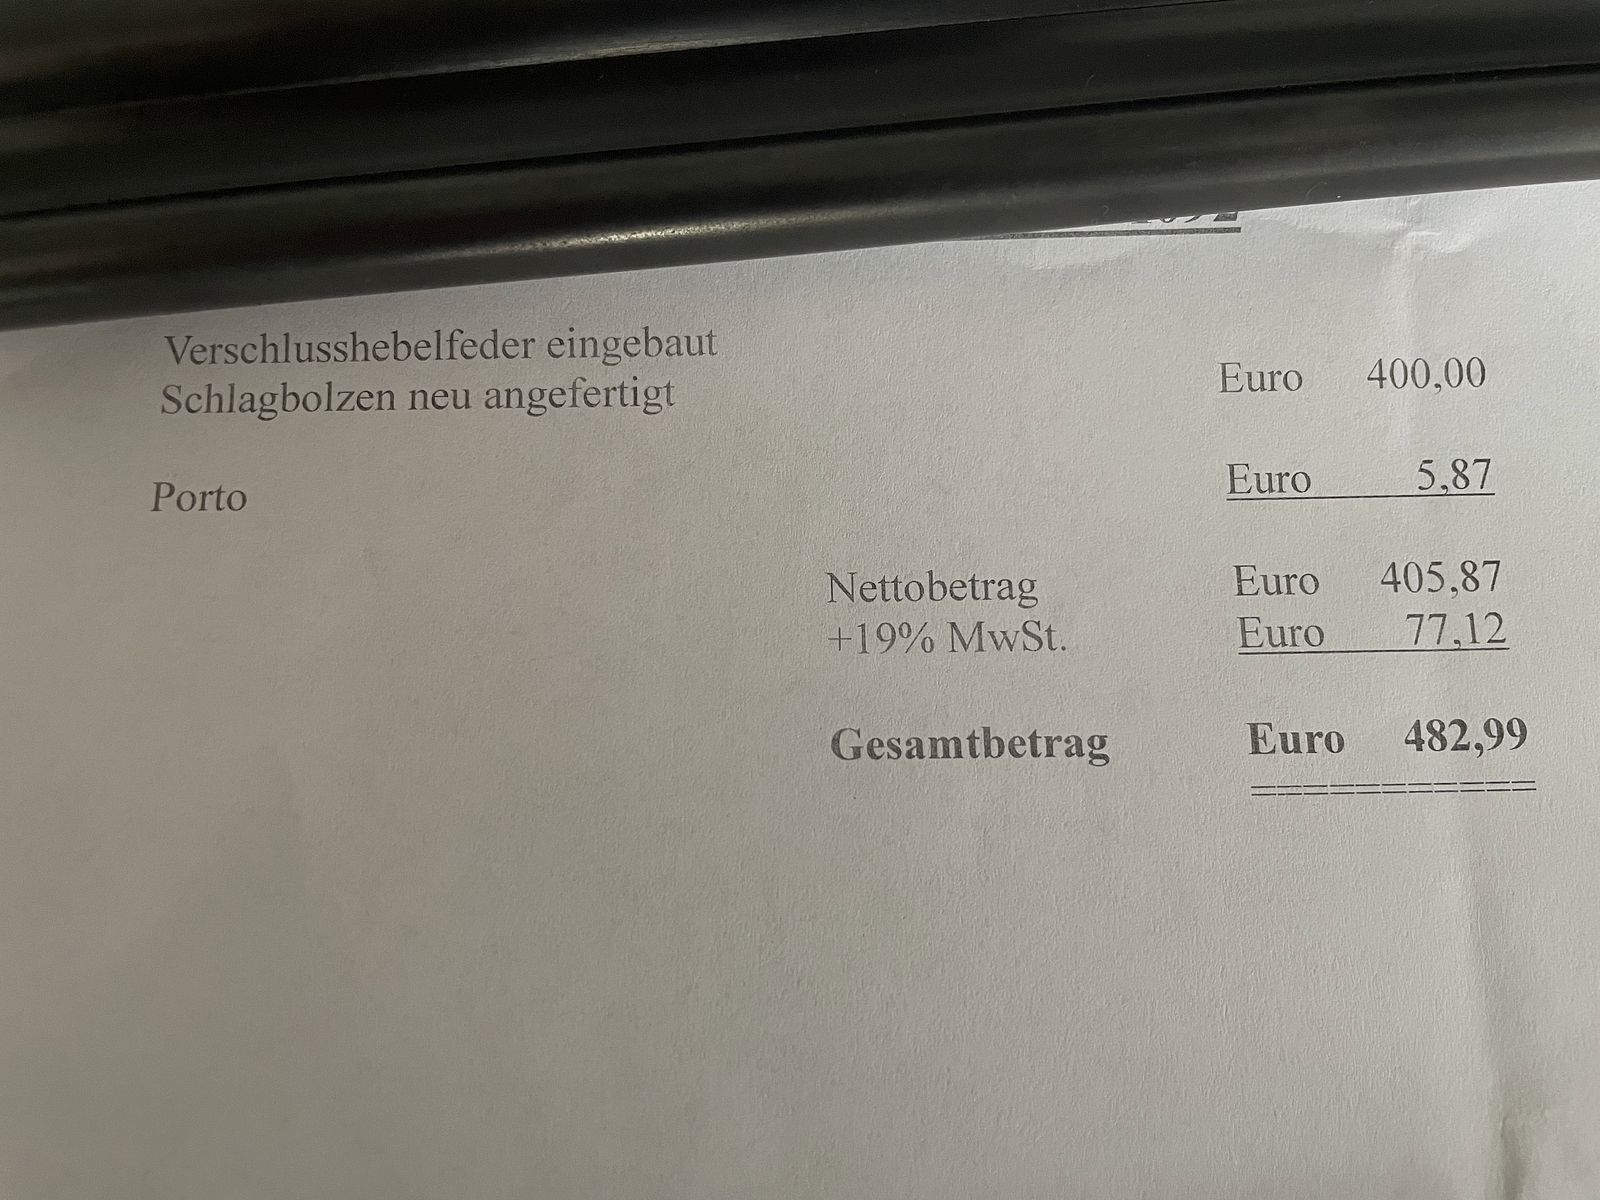 Verschlusshebelfeder eingebaut
Schlagbolzen neu angefertigt Euro 400,00
Porto Euro 5,87
Nettobetrag Euro 405,87
+19% MwSt. Euro 77,12
Gesamtbetrag Euro 482,99
===========